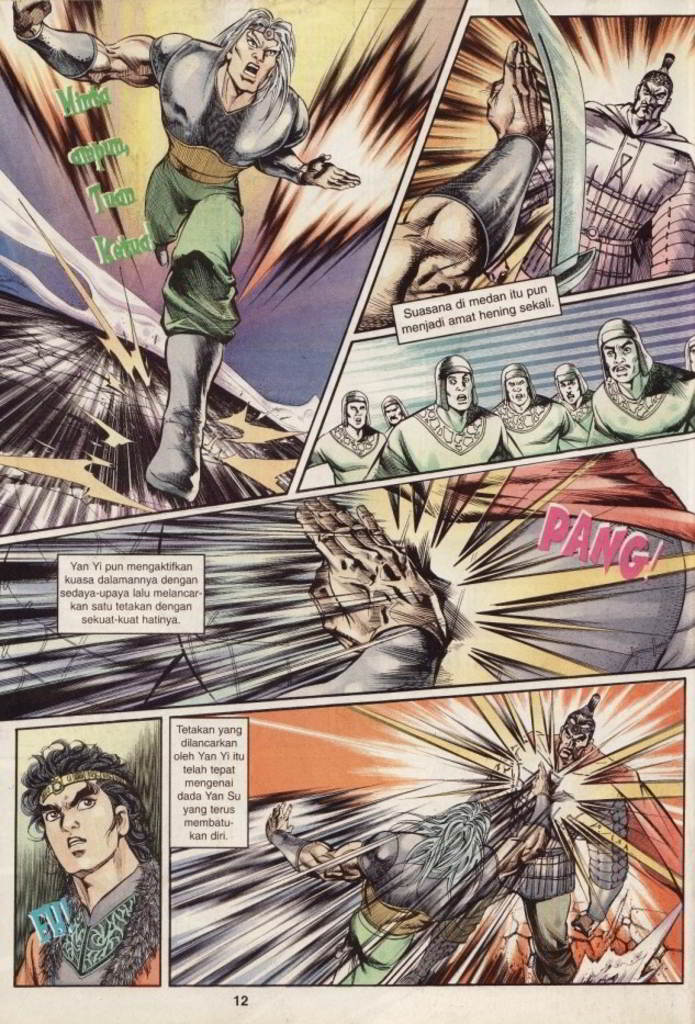 Minta
ampun,
Tuan
Ketua!
Suasana di medan itu pun
menjadi amat hening sekali.
PANG!
Yan Yi pun mengaktifkan
kuasa dalamannya dengan
sedaya-upaya lalu melancar-
kan satu tetakan dengan
sekuat-kuat hatinya.
EH!
Tetakan yang
dilancarkan
oleh Yan Yi itu
telah tepat
mengenai
dada Yan Su
yang terus
membatu-
kan diri.
12